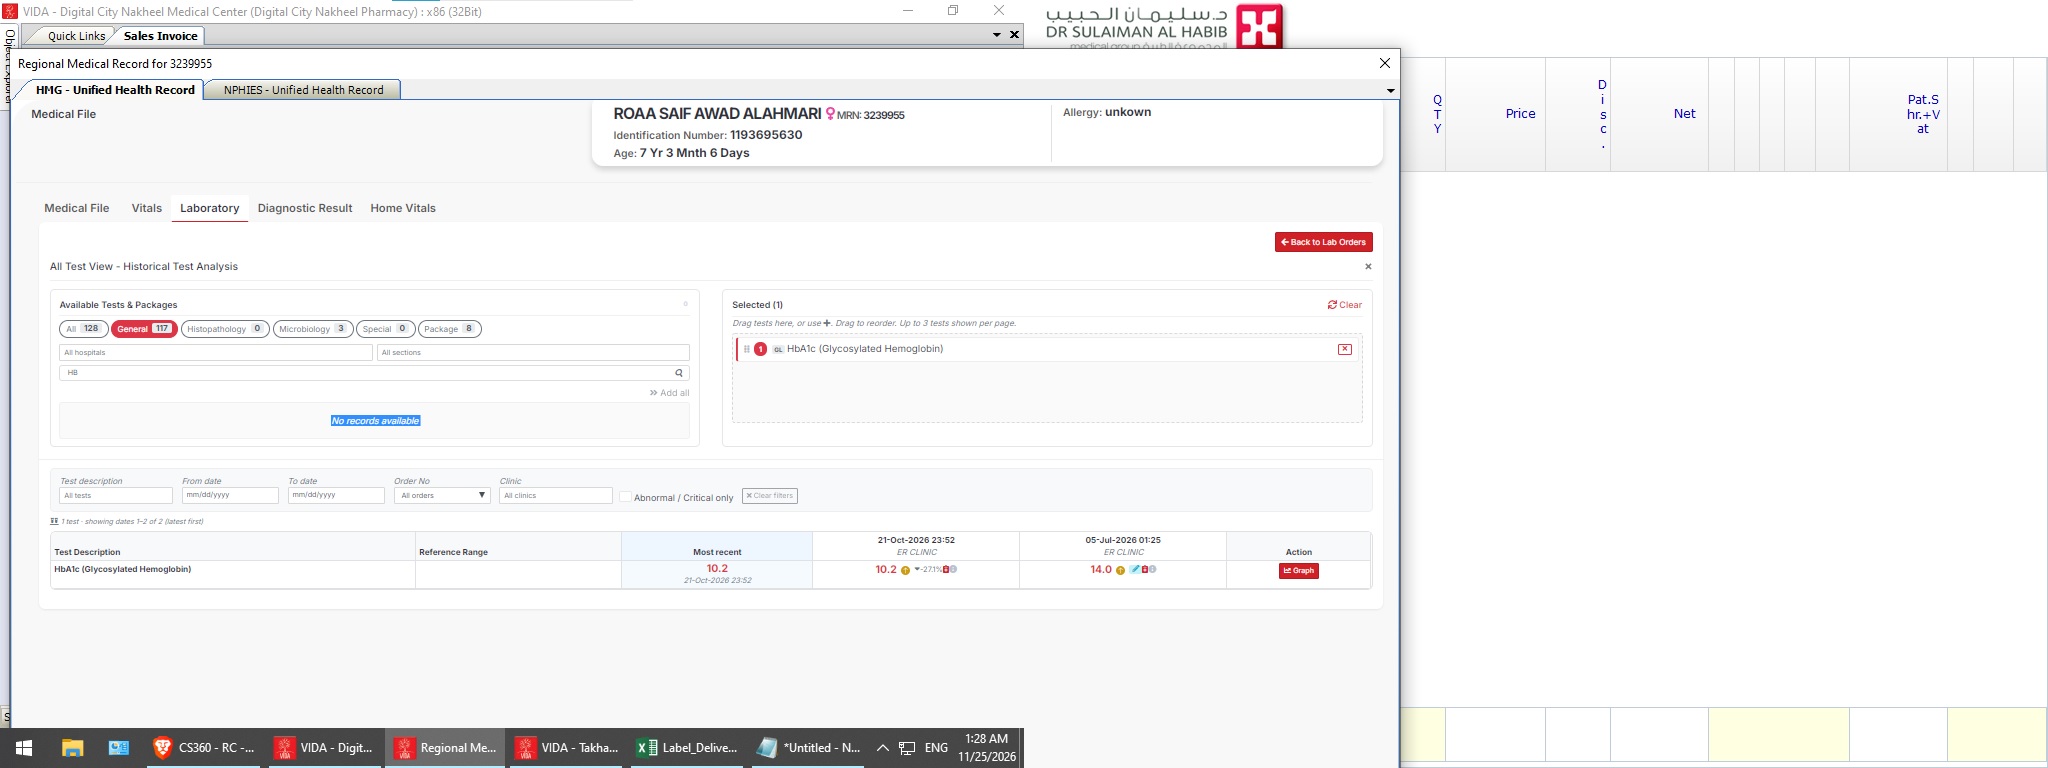 VIDA - Digital City Nakheel Medical Center (Digital City Nakheel Pharmacy) : x86 (32Bit)
Quick Links
Sales Invoice
د.سليمان الحبيب
DR SULAIMAN AL HABIB
Regional Medical Record for 3239955
HMG - Unified Health Record
NPHIES - Unified Health Record
Medical File
ROAA SAIF AWAD ALAHMARI MRN: 3239955
Identification Number: 1193695630
Age: 7 Yr 3 Mnth 6 Days
Allergy: unkown
QTY
Price
Disc.
Net
Pat.Shr.+Vat
Medical File
Vitals
Laboratory
Diagnostic Result
Home Vitals
Back to Lab Orders
All Test View - Historical Test Analysis
Available Tests & Packages
All 128
General 117
Histopathology 0
Microbiology 3
Special 0
Package 8
All hospitals
All sections
HB
Add all
No records available
Selected (1)
Clear
Drag tests here, or use +. Drag to reorder. Up to 3 tests shown per page.
1 GL HbA1c (Glycosylated Hemoglobin)
Test description
From date
To date
Order No
Clinic
All tests
mm/dd/yyyy
mm/dd/yyyy
All orders
All clinics
Abnormal / Critical only
Clear filters
1 test - showing dates 1–2 of 2 (latest first)
Test Description
Reference Range
Most recent
21-Oct-2026 23:52
ER CLINIC
05-Jul-2026 01:25
ER CLINIC
Action
HbA1c (Glycosylated Hemoglobin)
10.2
21-Oct-2026 23:52
10.2 -27.1%
14.0
Graph
CS360 - RC -...
VIDA - Digit...
Regional Me...
VIDA - Takha...
Label_Delive...
*Untitled - N...
ENG
1:28 AM
11/25/2026